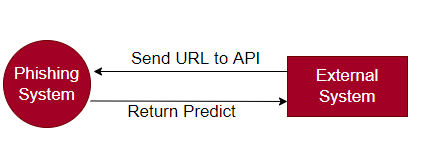 Send URL to API
Phishing
System
External
System
Return Predict